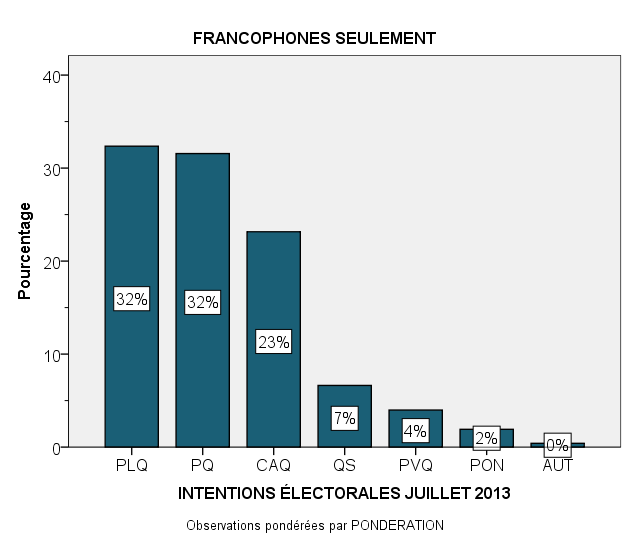 FRANCOPHONES SEULEMENT
40
30
20
10
0
Pourcentage
32%
32%
23%
7%
4%
2%
0%
PLQ PQ CAQ QS PVQ PON AUT
INTENTIONS ÉLECTORALES JUILLET 2013
Observations pondérées par PONDERATION